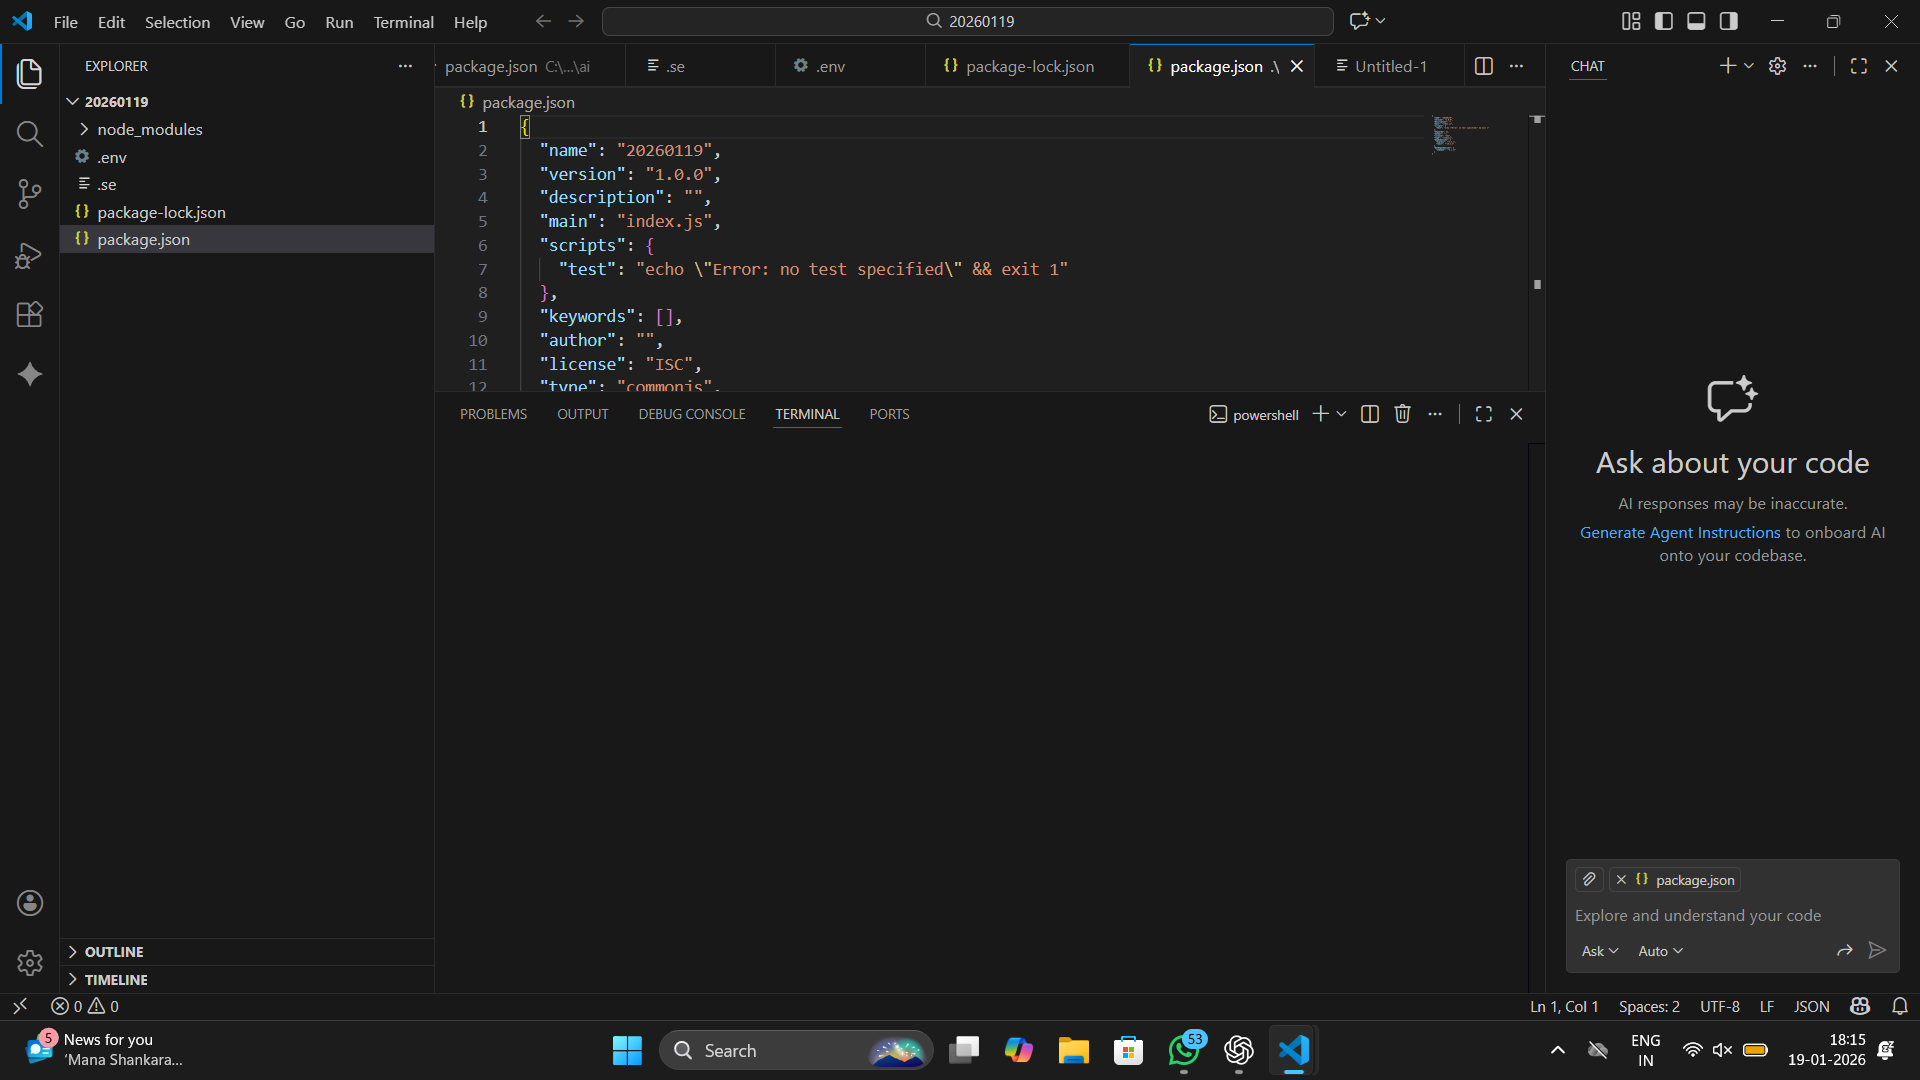 File Edit Selection View Go Run Terminal Help
20260119
EXPLORER
20260119
node_modules
.env
.se
package-lock.json
package.json
OUTLINE
TIMELINE
package.json C:\...\ai
.se
.env
package-lock.json
package.json .\
Untitled-1
package.json
1 {
2 "name": "20260119",
3 "version": "1.0.0",
4 "description": "",
5 "main": "index.js",
6 "scripts": {
7 "test": "echo \"Error: no test specified\" && exit 1"
8 },
9 "keywords": [],
10 "author": "",
11 "license": "ISC",
12 "type": "commonjs",
PROBLEMS OUTPUT DEBUG CONSOLE TERMINAL PORTS
powershell
CHAT
Ask about your code
AI responses may be inaccurate.
Generate Agent Instructions to onboard AI
onto your codebase.
package.json
Explore and understand your code
Ask Auto
0 0
Ln 1, Col 1 Spaces: 2 UTF-8 LF JSON
5
News for you
‘Mana Shankara...
Search
53
ENG
IN
18:15
19-01-2026